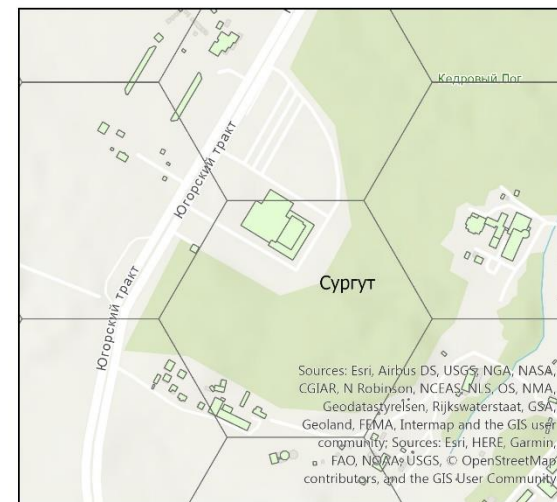 Кедровый Лог
Югорский тракт
Югорский тракт
Сургут
Sources: Esri, Airbus DS, USGS, NGA, NASA,
CGIAR, N Robinson, NCEAS, NLS, OS, NMA,
Geodatastyrelsen, Rijkswaterstaat, GSA,
Geoland, FEMA, Intermap and the GIS user
community; Sources: Esri, HERE, Garmin,
FAO, NOAA, USGS, © OpenStreetMap
contributors, and the GIS User Community